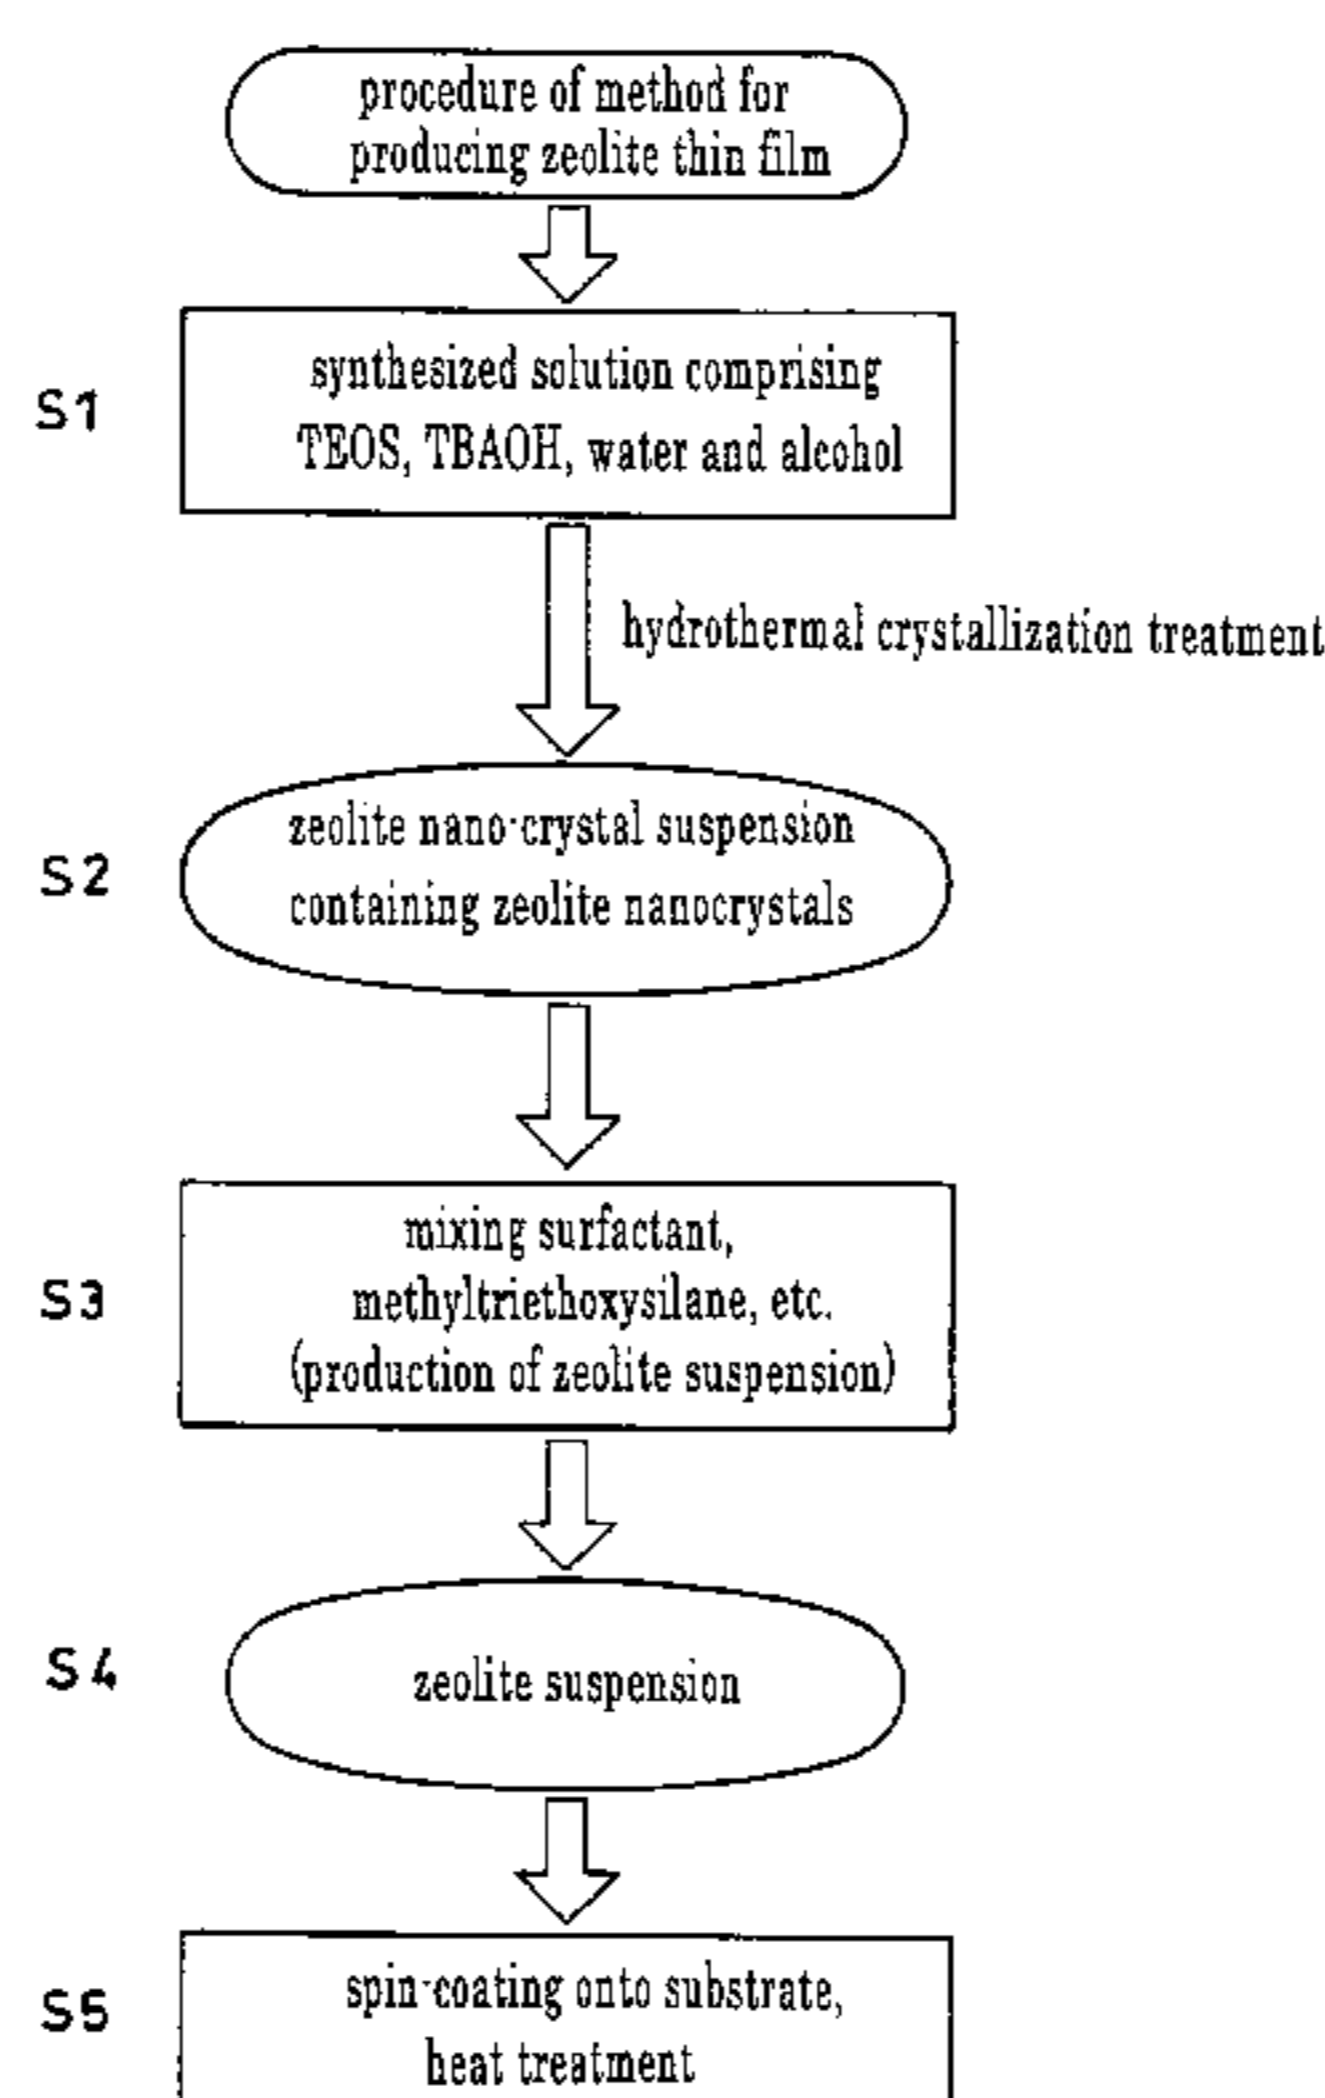 procedure of method for
producing zeolite thin film
S1
synthesized solution comprising
TEOS, TBAOH, water and alcohol
hydrothermal crystallization treatment
S2
zeolite nano-crystal suspension
containing zeolite nanocrystals
S3
mixing surfactant,
methyltriethoxysilane, etc.
(production of zeolite suspension)
S4
zeolite suspension
S5
spin-coating onto substrate,
heat treatment